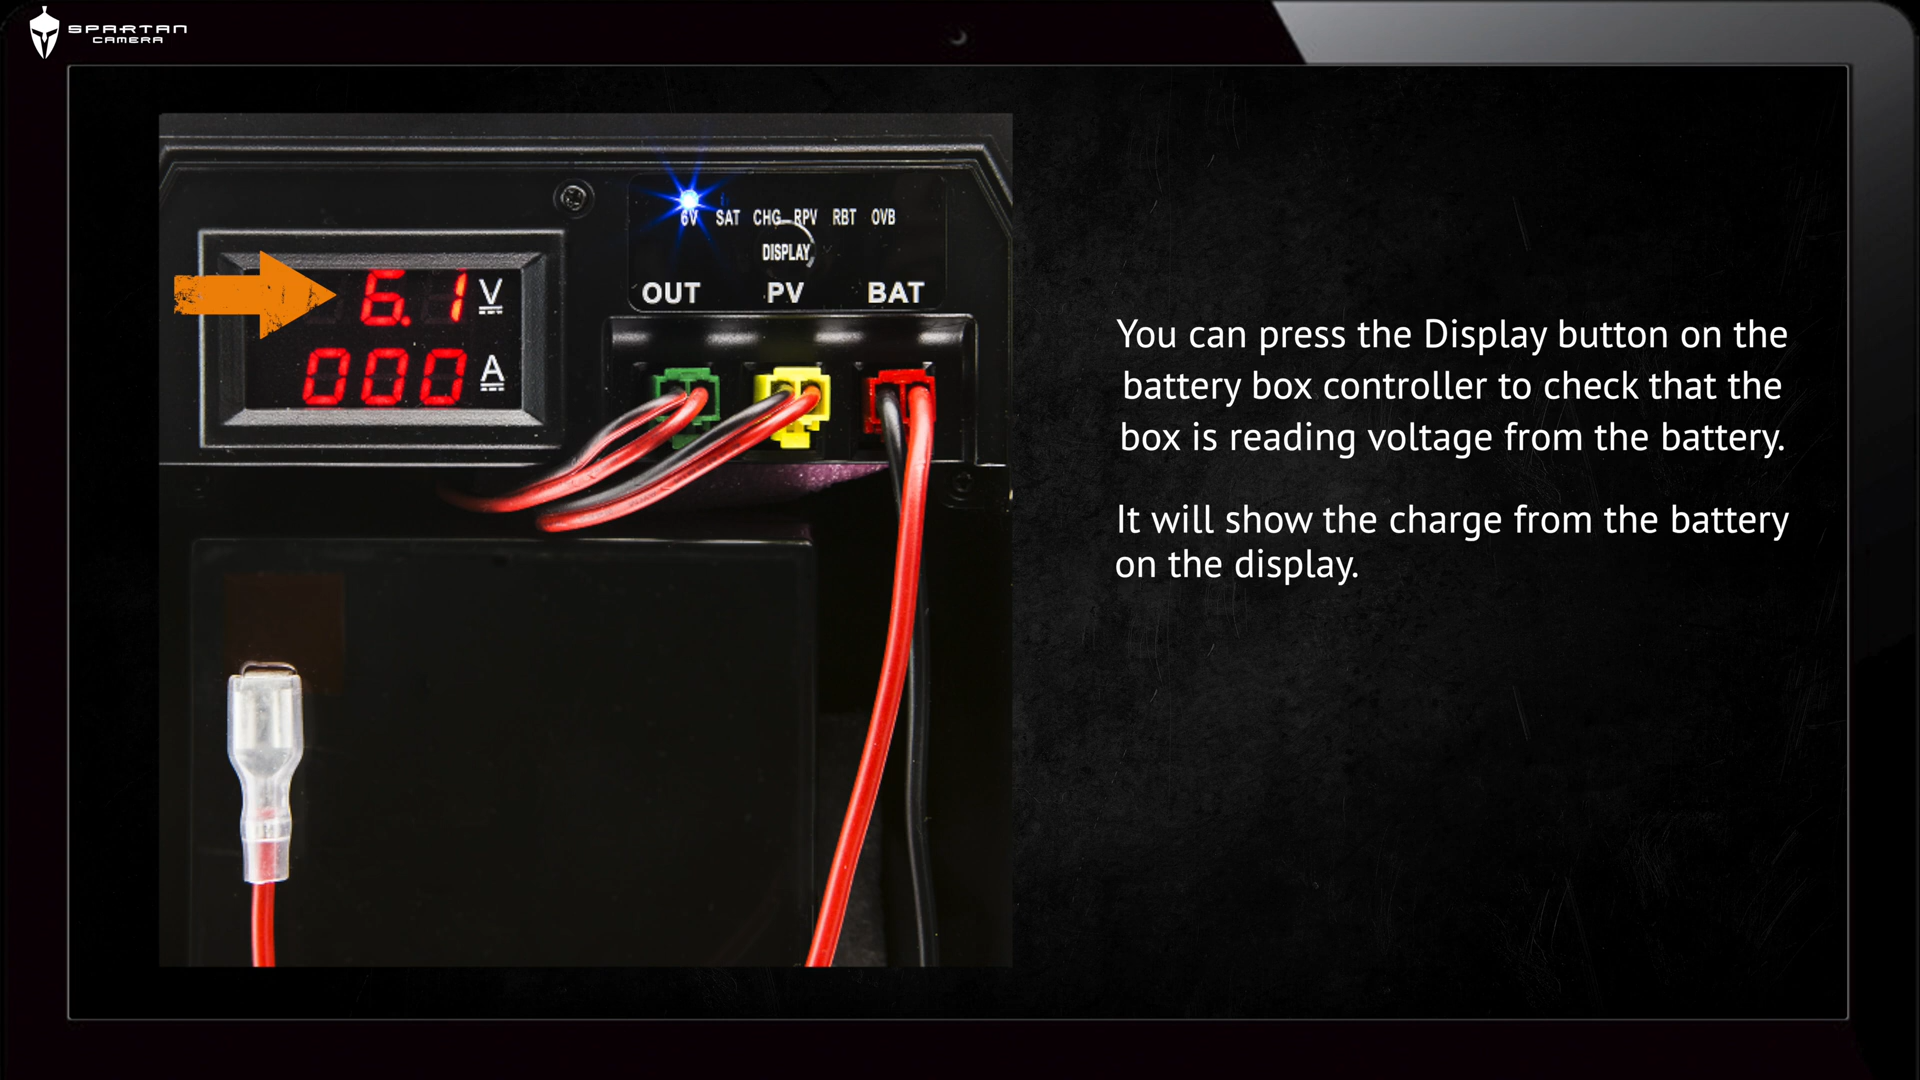 SPARTAN
CAMERA
6V SAT CHG RPV RBT OVB
DISPLAY
OUT PV BAT
6.1 V
000 A
You can press the Display button on the
battery box controller to check that the
box is reading voltage from the battery.
It will show the charge from the battery
on the display.